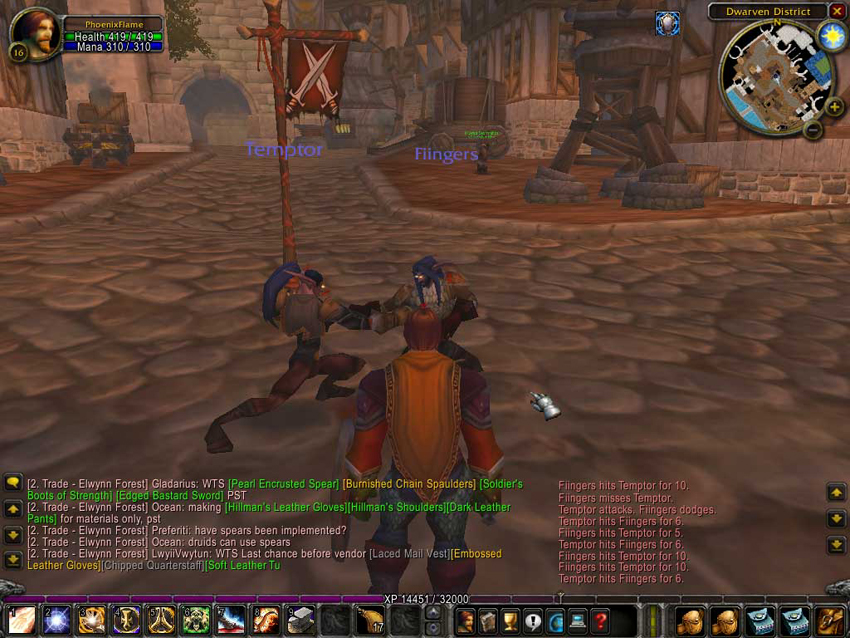 PhoenixFlame
Health 419 / 419
Mana 310 / 310
16
Dwarven District
N
Temptor
Fiingers
[2. Trade - Elwynn Forest] Gladarius: WTS [Pearl Encrusted Spear] [Burnished Chain Spaulders] [Soldier's
Boots of Strength] [Edged Bastard Sword] PST
[2. Trade - Elwynn Forest] Ocean: making [Hillman's Leather Gloves][Hillman's Shoulders][Dark Leather
Pants] for materials only, pst
[2. Trade - Elwynn Forest] Preferiti: have spears been implemented?
[2. Trade - Elwynn Forest] Ocean: druids can use spears
[2. Trade - Elwynn Forest] LwyiiVwytun: WTS Last chance before vendor [Laced Mail Vest][Embossed
Leather Gloves][Chipped Quarterstaff][Soft Leather Tu
Fiingers hits Temptor for 10.
Fiingers misses Temptor.
Temptor attacks. Fiingers dodges.
Temptor hits Fiingers for 6.
Temptor hits Fiingers for 5.
Fiingers hits Temptor for 10.
Temptor hits Fiingers for 6.
Fiingers hits Temptor for 10.
Temptor hits Fiingers for 6.
XP 14451 / 32000
17